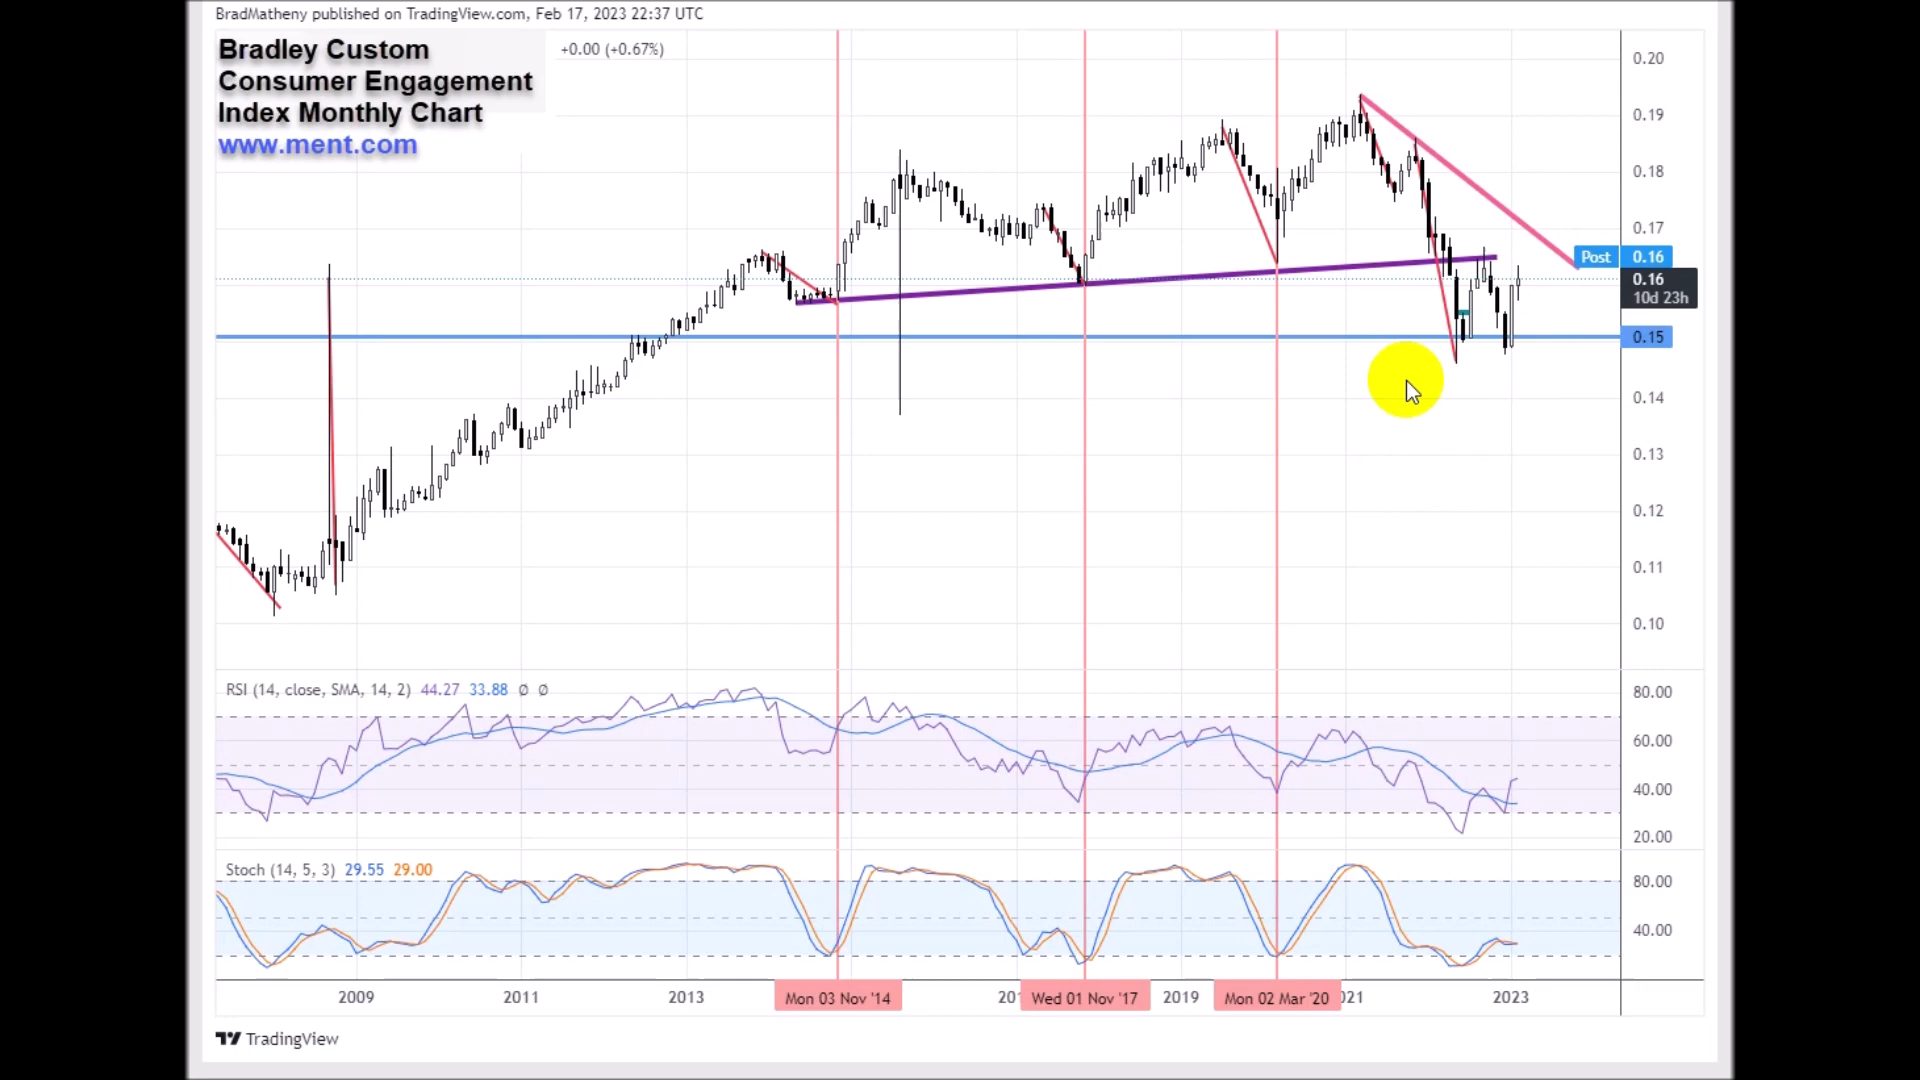 BradMatheny published on TradingView.com, Feb 17, 2023 22:37 UTC
Bradley Custom
Consumer Engagement
Index Monthly Chart
www.ment.com
+0.00 (+0.67%)
0.20
0.19
0.18
0.17
Post 0.16
0.16
10d 23h
0.15
0.14
0.13
0.12
0.11
0.10
RSI (14, close, SMA, 14, 2) 44.27 33.88 Ø Ø
80.00
60.00
40.00
20.00
Stoch (14, 5, 3) 29.55 29.00
80.00
40.00
2009 2011 2013 Mon 03 Nov '14 201 Wed 01 Nov '17 2019 Mon 02 Mar '20 021 2023
TradingView